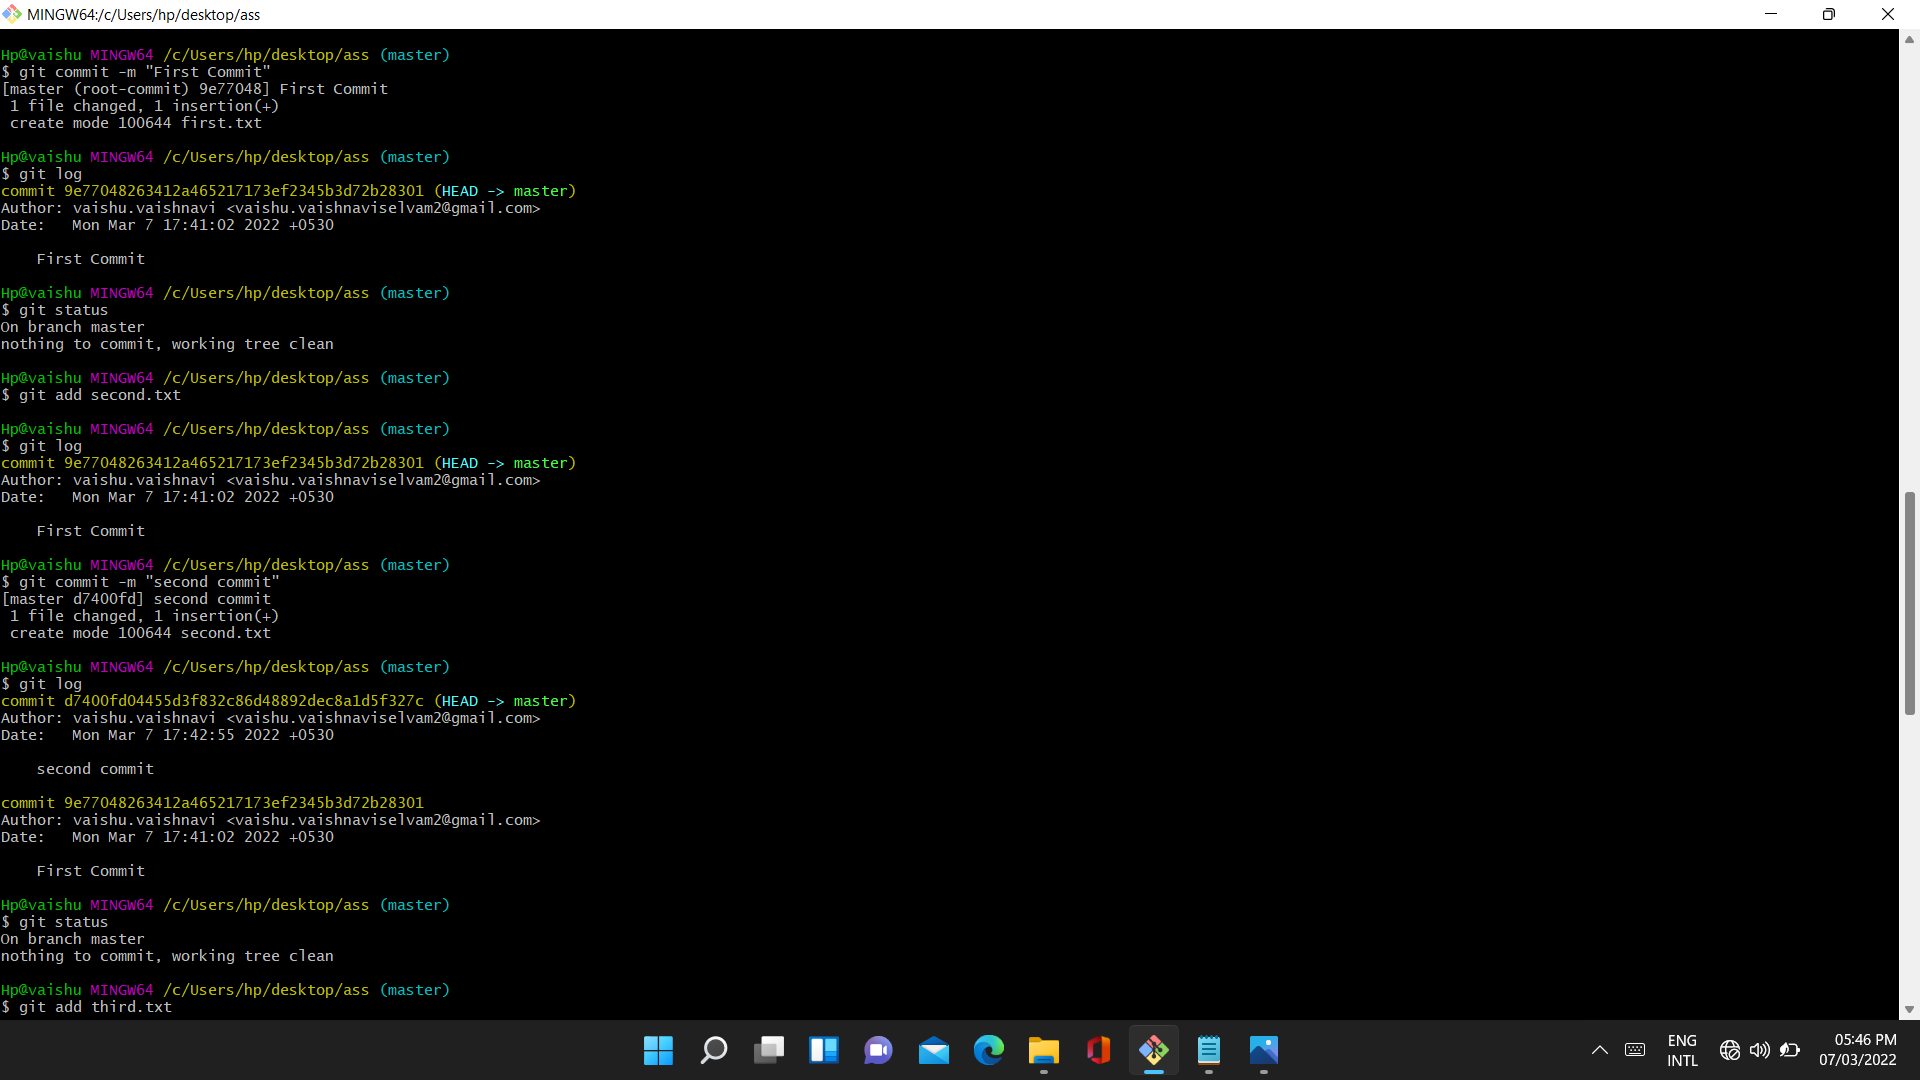 MINGW64:/c/Users/hp/desktop/ass
Hp@vaishu MINGW64 /c/Users/hp/desktop/ass (master)
$ git commit -m "First Commit"
[master (root-commit) 9e77048] First Commit
 1 file changed, 1 insertion(+)
 create mode 100644 first.txt
Hp@vaishu MINGW64 /c/Users/hp/desktop/ass (master)
$ git log
commit 9e77048263412a465217173ef2345b3d72b28301 (HEAD -> master)
Author: vaishu.vaishnavi <vaishu.vaishnaviselvam2@gmail.com>
Date:   Mon Mar 7 17:41:02 2022 +0530
    First Commit
Hp@vaishu MINGW64 /c/Users/hp/desktop/ass (master)
$ git status
On branch master
nothing to commit, working tree clean
Hp@vaishu MINGW64 /c/Users/hp/desktop/ass (master)
$ git add second.txt
Hp@vaishu MINGW64 /c/Users/hp/desktop/ass (master)
$ git log
commit 9e77048263412a465217173ef2345b3d72b28301 (HEAD -> master)
Author: vaishu.vaishnavi <vaishu.vaishnaviselvam2@gmail.com>
Date:   Mon Mar 7 17:41:02 2022 +0530
    First Commit
Hp@vaishu MINGW64 /c/Users/hp/desktop/ass (master)
$ git commit -m "second commit"
[master d7400fd] second commit
 1 file changed, 1 insertion(+)
 create mode 100644 second.txt
Hp@vaishu MINGW64 /c/Users/hp/desktop/ass (master)
$ git log
commit d7400fd04455d3f832c86d48892dec8a1d5f327c (HEAD -> master)
Author: vaishu.vaishnavi <vaishu.vaishnaviselvam2@gmail.com>
Date:   Mon Mar 7 17:42:55 2022 +0530
    second commit
commit 9e77048263412a465217173ef2345b3d72b28301
Author: vaishu.vaishnavi <vaishu.vaishnaviselvam2@gmail.com>
Date:   Mon Mar 7 17:41:02 2022 +0530
    First Commit
Hp@vaishu MINGW64 /c/Users/hp/desktop/ass (master)
$ git status
On branch master
nothing to commit, working tree clean
Hp@vaishu MINGW64 /c/Users/hp/desktop/ass (master)
$ git add third.txt
ENG
INTL
05:46 PM
07/03/2022